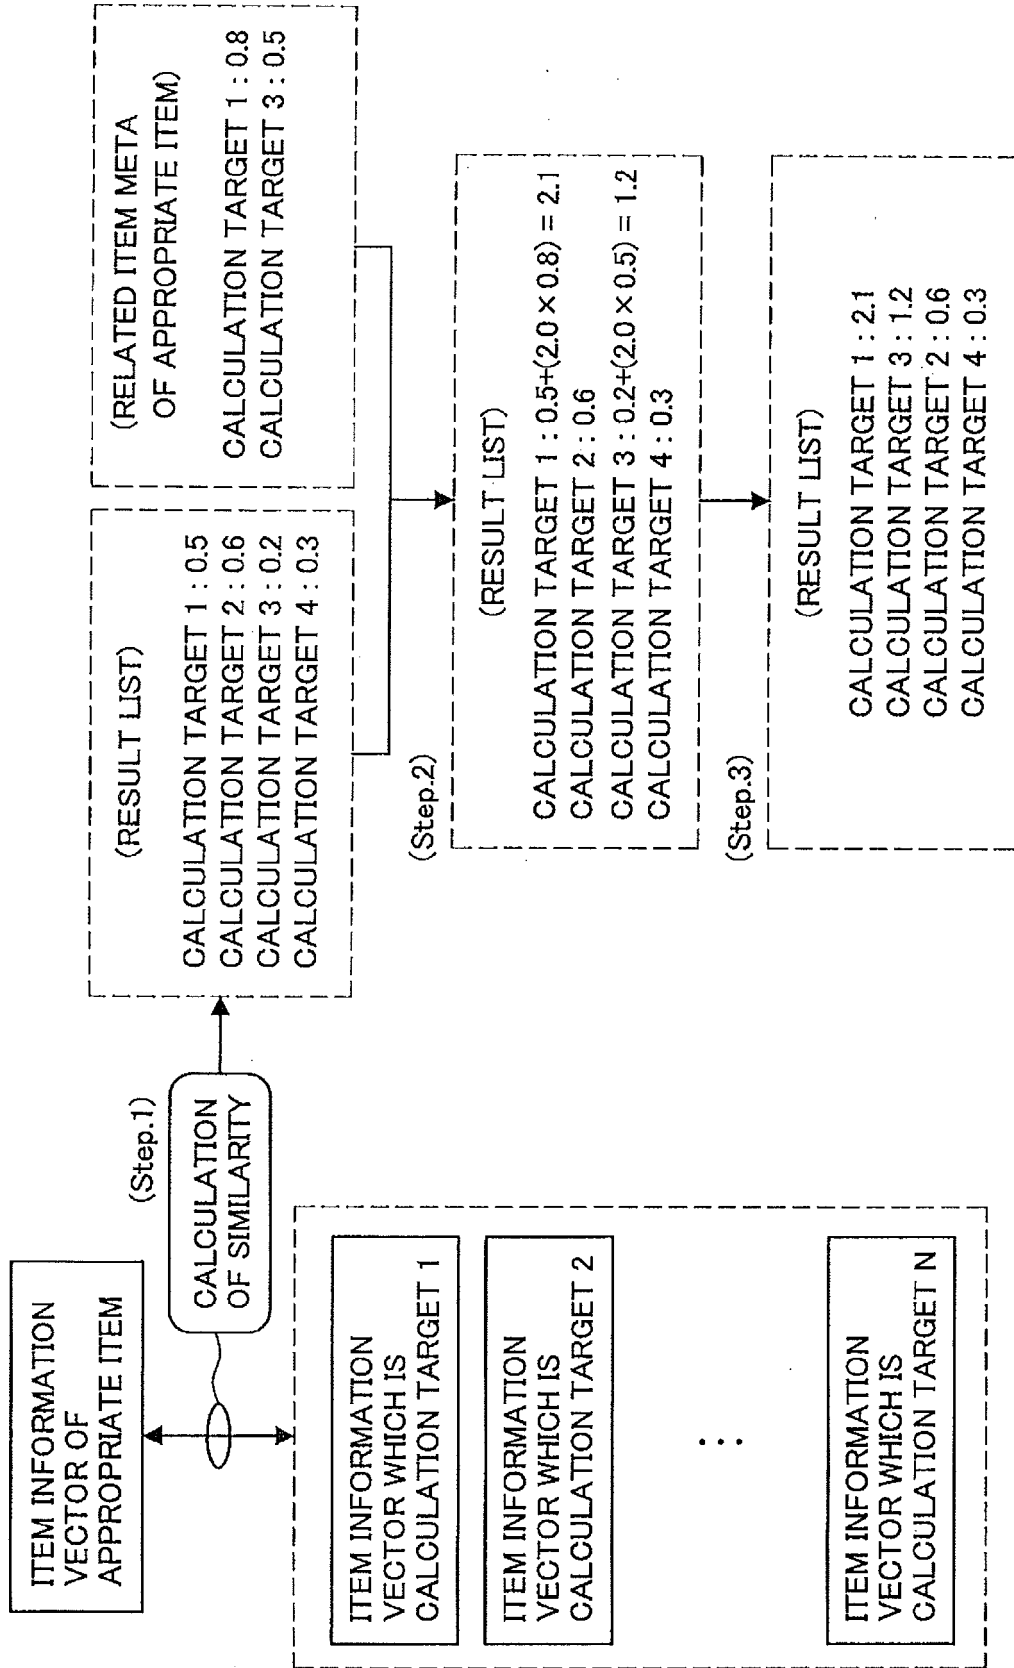 ITEM INFORMATION
VECTOR OF
APPROPRIATE ITEM
(Step.1)
CALCULATION
OF SIMILARITY
ITEM INFORMATION
VECTOR WHICH IS
CALCULATION TARGET 1
ITEM INFORMATION
VECTOR WHICH IS
CALCULATION TARGET 2
...
ITEM INFORMATION
VECTOR WHICH IS
CALCULATION TARGET N
(RESULT LIST)
CALCULATION TARGET 1 : 0.5
CALCULATION TARGET 2 : 0.6
CALCULATION TARGET 3 : 0.2
CALCULATION TARGET 4 : 0.3
(RELATED ITEM META
OF APPROPRIATE ITEM)
CALCULATION TARGET 1 : 0.8
CALCULATION TARGET 3 : 0.5
(Step.2)
(RESULT LIST)
CALCULATION TARGET 1 : 0.5+(2.0×0.8) = 2.1
CALCULATION TARGET 2 : 0.6
CALCULATION TARGET 3 : 0.2+(2.0×0.5) = 1.2
CALCULATION TARGET 4 : 0.3
(Step.3)
(RESULT LIST)
CALCULATION TARGET 1 : 2.1
CALCULATION TARGET 3 : 1.2
CALCULATION TARGET 2 : 0.6
CALCULATION TARGET 4 : 0.3